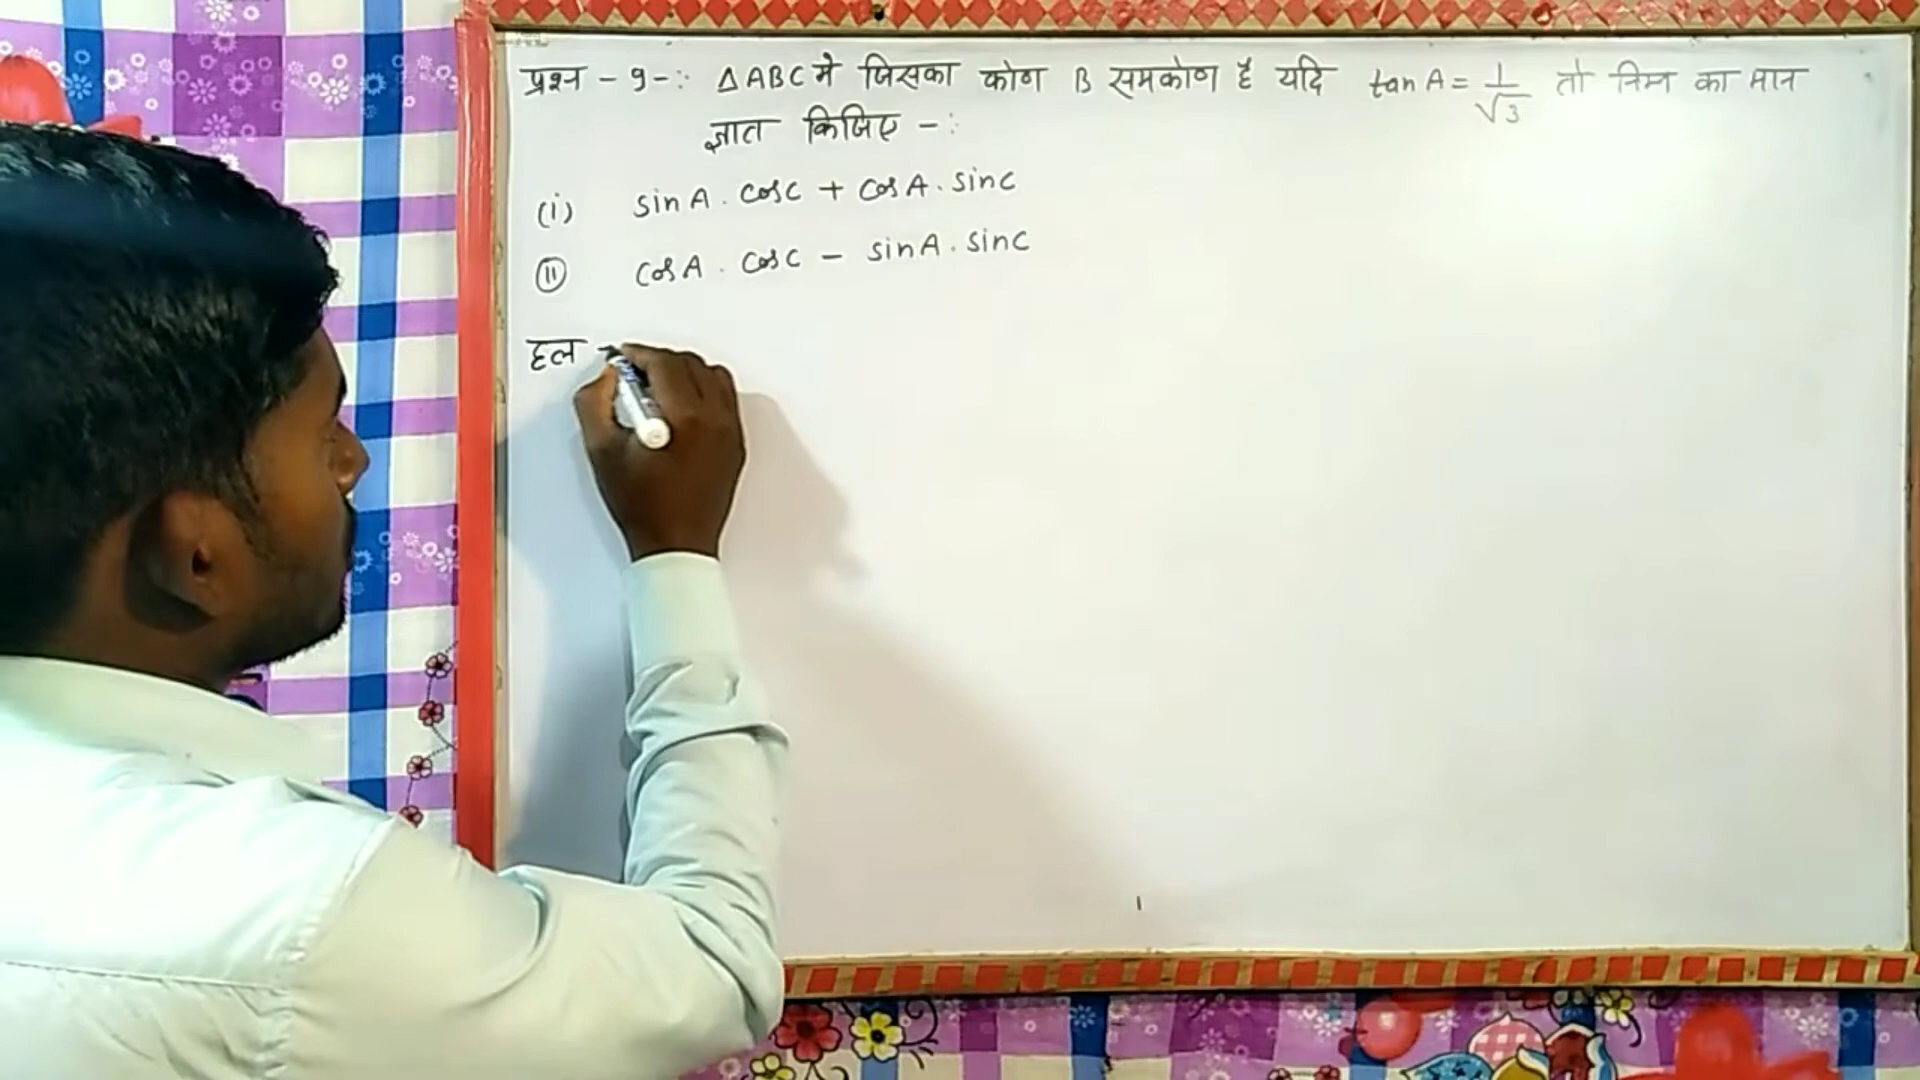 प्रश्न - 9 -: ΔABC मे जिसका कोण B समकोण है यदि tan A = 1/√3 तो निम्न का मान
ज्ञात किजिए -:
(i) sin A . cos C + cos A . sin C
(ii) cos A . cos C - sin A . sin C
हल -